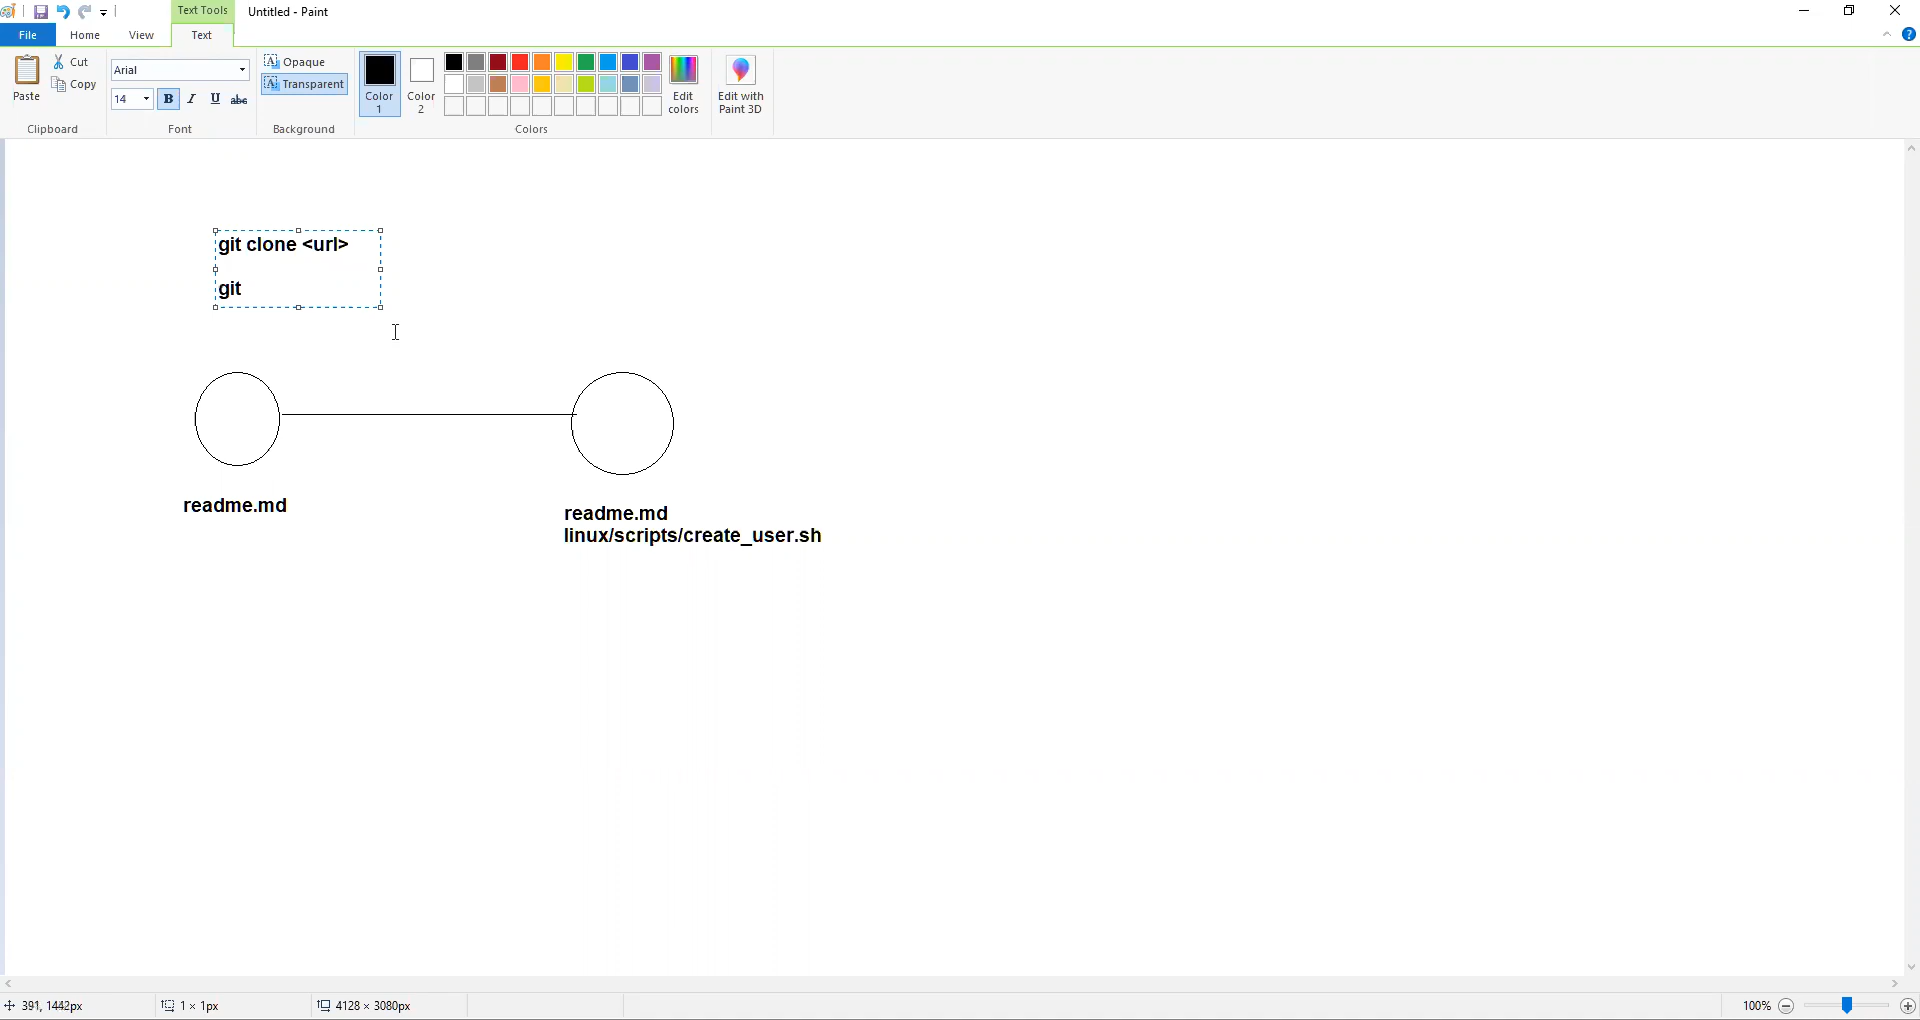 Text Tools
Untitled - Paint
File
Home
View
Text
Paste
Cut
Copy
Clipboard
Arial
14
B
I
U
abc
Font
Opaque
Transparent
Background
Color 1
Color 2
Colors
Edit colors
Edit with Paint 3D
git clone <url>
git
readme.md
readme.md
linux/scripts/create_user.sh
391, 1442px
1 × 1px
4128 × 3080px
100%